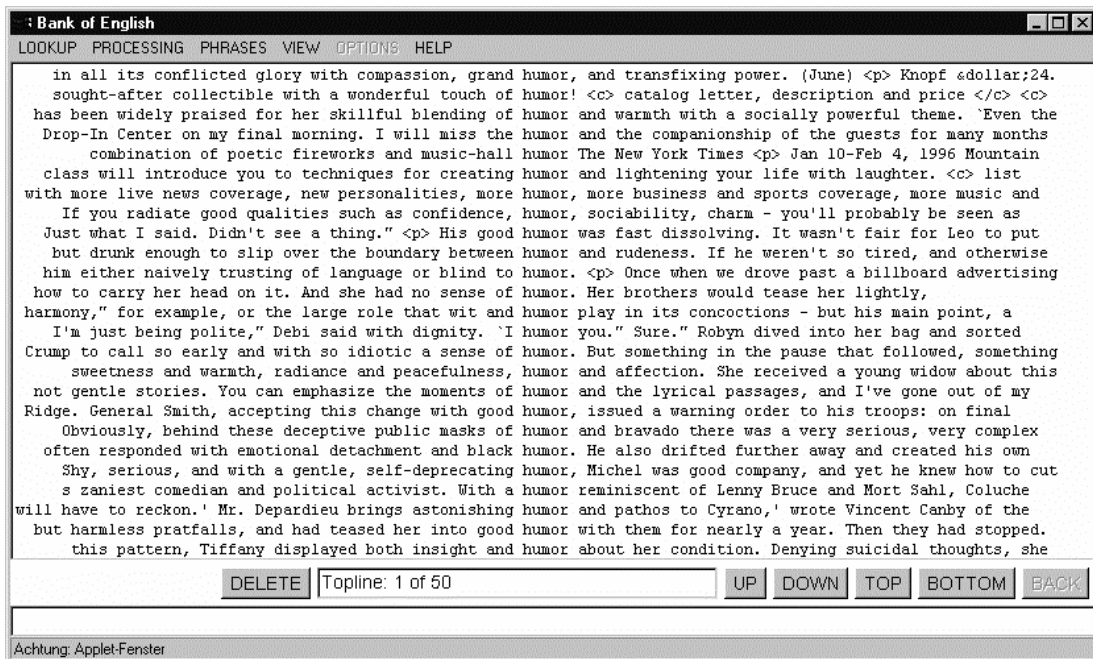 Bank of English
LOOKUP PROCESSING PHRASES VIEW OPTIONS HELP
in all its conflicted glory with compassion, grand humor, and transfixing power. (June) <p> Knopf &dollar;24.
sought-after collectible with a wonderful touch of humor! <c> catalog letter, description and price </c> <c>
has been widely praised for her skillful blending of humor and warmth with a socially powerful theme. `Even the
Drop-In Center on my final morning. I will miss the humor and the companionship of the guests for many months
combination of poetic fireworks and music-hall humor The New York Times <p> Jan 10-Feb 4, 1996 Mountain
class will introduce you to techniques for creating humor and lightening your life with laughter. <c> list
with more live news coverage, new personalities, more humor, more business and sports coverage, more music and
If you radiate good qualities such as confidence, humor, sociability, charm - you'll probably be seen as
Just what I said. Didn't see a thing." <p> His good humor was fast dissolving. It wasn't fair for Leo to put
but drunk enough to slip over the boundary between humor and rudeness. If he weren't so tired, and otherwise
him either naively trusting of language or blind to humor. <p> Once when we drove past a billboard advertising
how to carry her head on it. And she had no sense of humor. Her brothers would tease her lightly,
harmony," for example, or the large role that wit and humor play in its concoctions - but his main point, a
I'm just being polite," Debi said with dignity. `I humor you." Sure." Robyn dived into her bag and sorted
Crump to call so early and with so idiotic a sense of humor. But something in the pause that followed, something
sweetness and warmth, radiance and peacefulness, humor and affection. She received a young widow about this
not gentle stories. You can emphasize the moments of humor and the lyrical passages, and I've gone out of my
Ridge. General Smith, accepting this change with good humor, issued a warning order to his troops: on final
Obviously, behind these deceptive public masks of humor and bravado there was a very serious, very complex
often responded with emotional detachment and black humor. He also drifted further away and created his own
Shy, serious, and with a gentle, self-deprecating humor, Michel was good company, and yet he knew how to cut
s zaniest comedian and political activist. With a humor reminiscent of Lenny Bruce and Mort Sahl, Coluche
will have to reckon.' Mr. Depardieu brings astonishing humor and pathos to Cyrano,' wrote Vincent Canby of the
but harmless pratfalls, and had teased her into good humor with them for nearly a year. Then they had stopped.
this pattern, Tiffany displayed both insight and humor about her condition. Denying suicidal thoughts, she
DELETE Topline: 1 of 50 UP DOWN TOP BOTTOM BACK
Achtung: Applet-Fenster